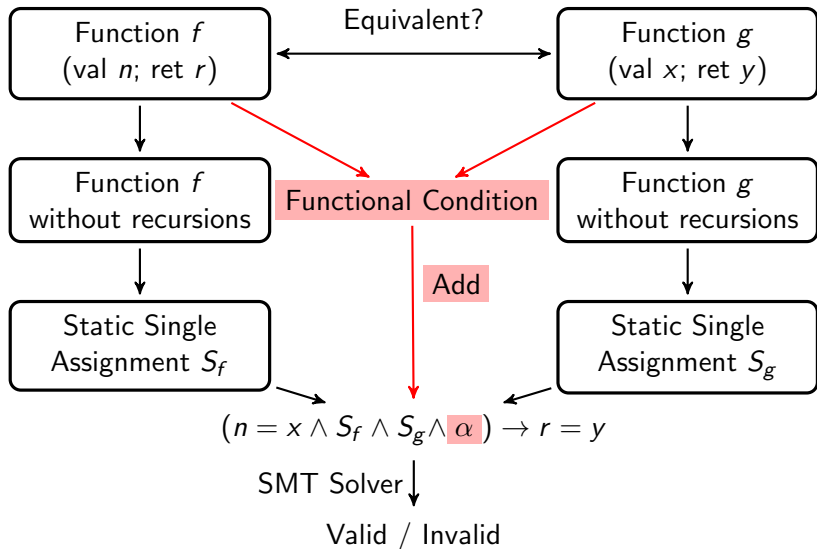 Equivalent?
Function f
(val n; ret r)
Function g
(val x; ret y)
Function f
without recursions
Functional Condition
Function g
without recursions
Add
Static Single
Assignment S_f
Static Single
Assignment S_g
(n = x ∧ S_f ∧ S_g ∧ α) → r = y
SMT Solver
Valid / Invalid